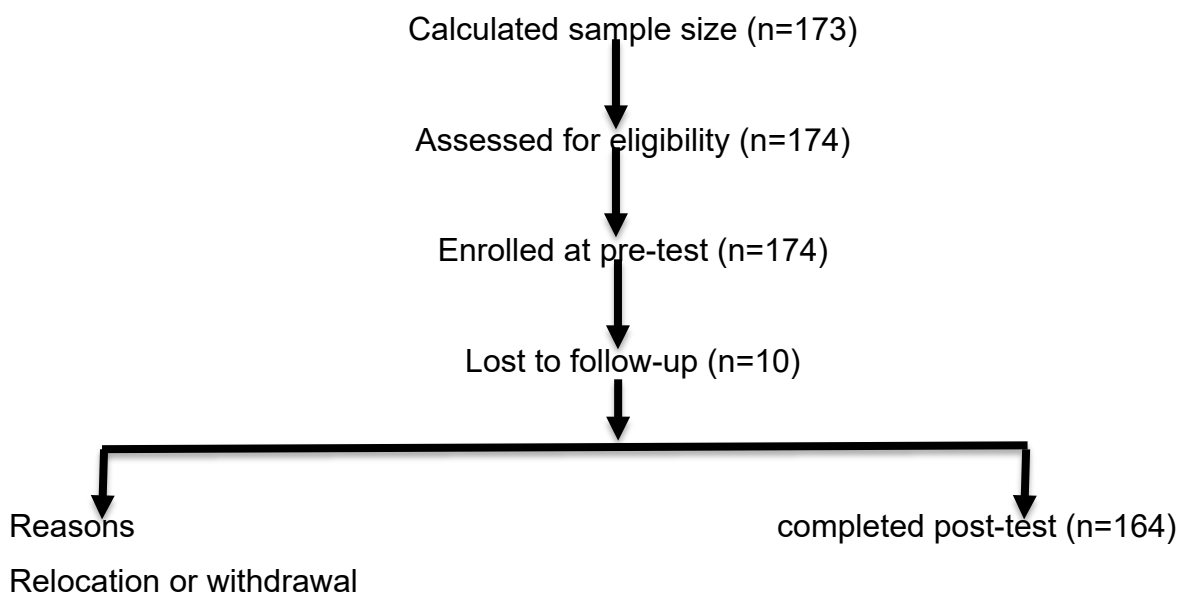 Calculated sample size (n=173)
Assessed for eligibility (n=174)
Enrolled at pre-test (n=174)
Lost to follow-up (n=10)
Reasons
completed post-test (n=164)
Relocation or withdrawal